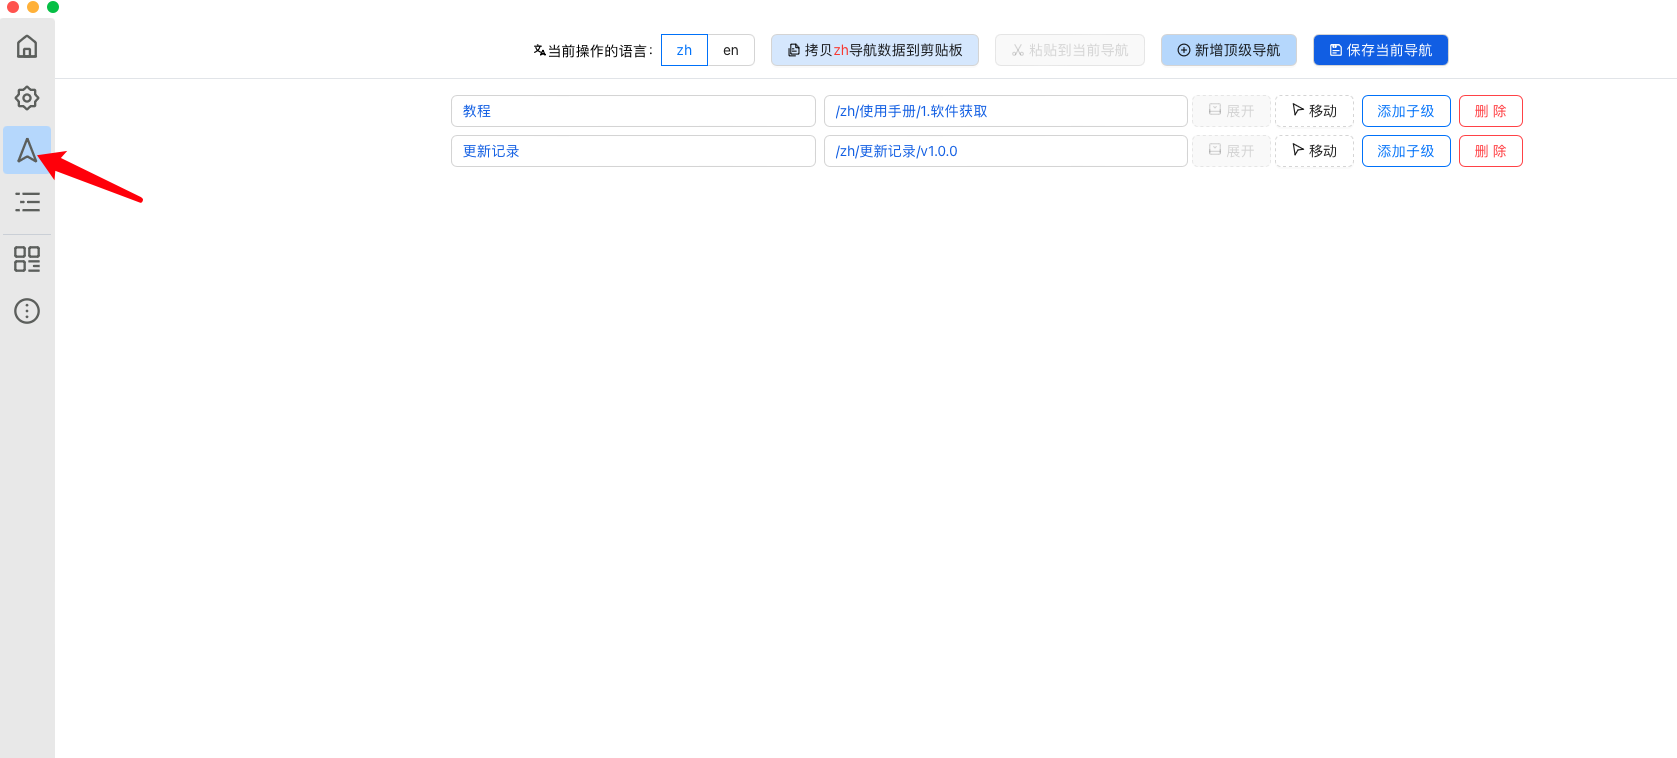 当前操作的语言： zh en 拷贝zh导航数据到剪贴板 粘贴到当前导航 新增顶级导航 保存当前导航
教程 /zh/使用手册/1.软件获取 展开 移动 添加子级 删 除
更新记录 /zh/更新记录/v1.0.0 展开 移动 添加子级 删 除